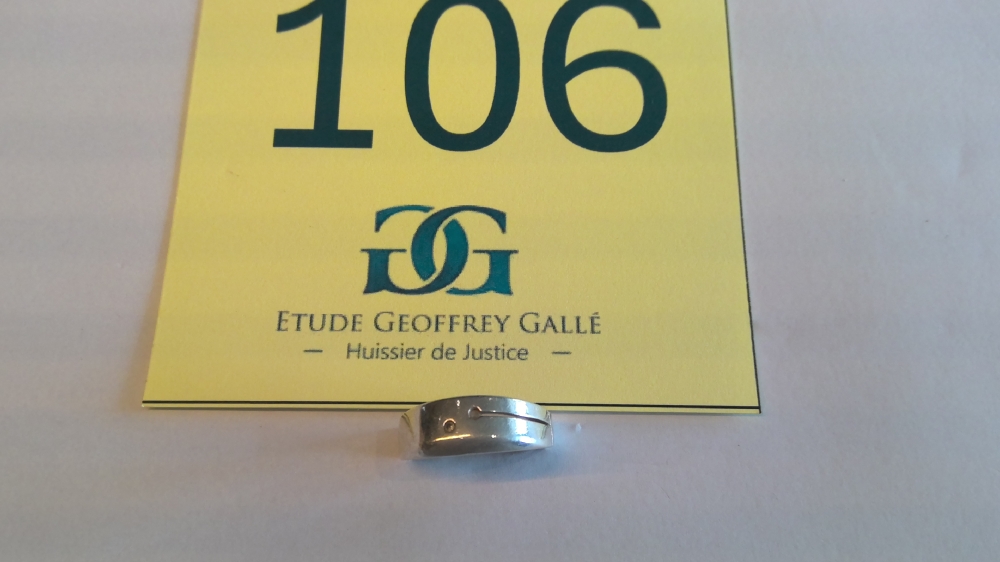 106
GG
ETUDE GEOFFREY GALLÉ
— Huissier de Justice —